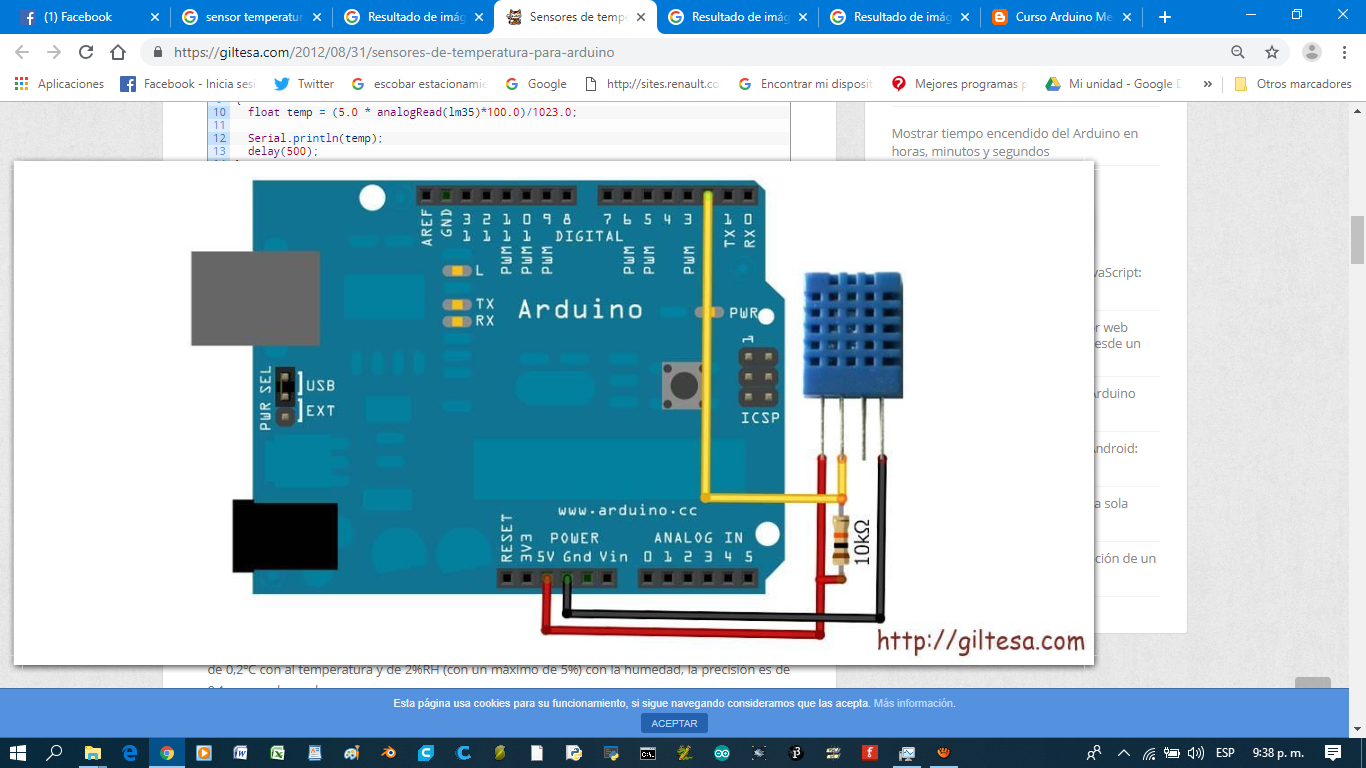 (1) Facebook
sensor temperatur
Resultado de imág
Sensores de tempe
Resultado de imág
Resultado de imág
Curso Arduino Me
https://giltesa.com/2012/08/31/sensores-de-temperatura-para-arduino
Aplicaciones
Facebook - Inicia sesi
Twitter
escobar estacionamie
Google
http://sites.renault.co
Encontrar mi disposit
Mejores programas p
Mi unidad - Google D
Otros marcadores
10 float temp = (5.0 * analogRead(lm35)*100.0)/1023.0;
11
12 Serial.println(temp);
13 delay(500);
Mostrar tiempo encendido del Arduino en
horas, minutos y segundos
vaScript:
r web
esde un
Arduino
Android:
a sola
ción de un
AREF
GND
13
12
11
10
9
8
7
6
5
4
3
TX 1
RX 0
DIGITAL
PWM
PWM
PWM
PWM
PWM
PWM
L
TX
RX
Arduino
PWR
1
ICSP
PWR SEL
USB
EXT
www.arduino.cc
RESET
3V3
5V
Gnd
Vin
POWER
ANALOG IN
0 1 2 3 4 5
10kΩ
http://giltesa.com
de 0,2ºC con al temperatura y de 2%RH (con un máximo de 5%) con la humedad, la precisión es de
Esta página usa cookies para su funcionamiento, si sigue navegando consideramos que las acepta. Más información.
ACEPTAR
ESP
9:38 p. m.